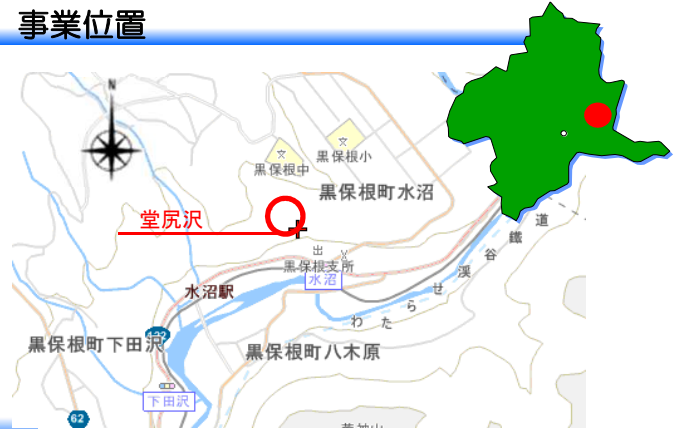 事業位置
N
黒保根中
黒保根小
黒保根町水沼
堂尻沢
出
黒保根支所
水沼
水沼駅
わたらせ渓谷鐵道
122
黒保根町下田沢
黒保根町八木原
下田沢
62